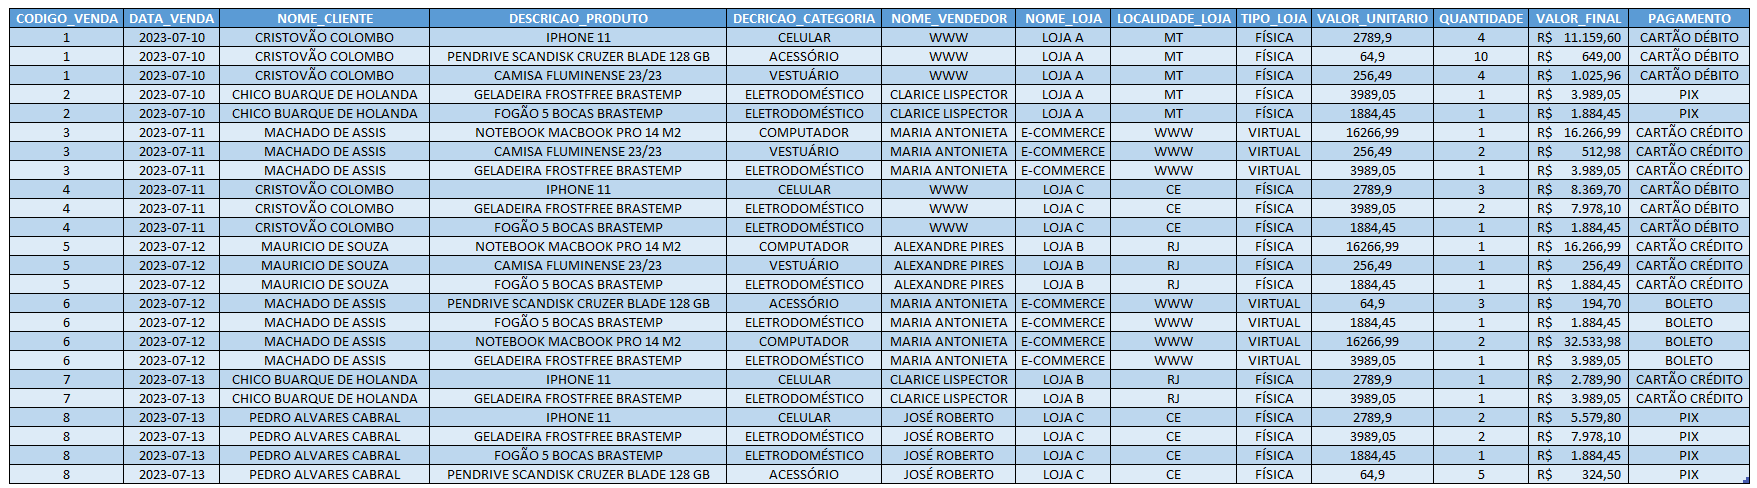 CODIGO_VENDA DATA_VENDA NOME_CLIENTE DESCRICAO_PRODUTO DECRICAO_CATEGORIA NOME_VENDEDOR NOME_LOJA LOCALIDADE_LOJA TIPO_LOJA VALOR_UNITARIO QUANTIDADE VALOR_FINAL PAGAMENTO
1 2023-07-10 CRISTOVÃO COLOMBO IPHONE 11 CELULAR WWW LOJA A MT FÍSICA 2789,9 4 R$ 11.159,60 CARTÃO DÉBITO
1 2023-07-10 CRISTOVÃO COLOMBO PENDRIVE SCANDISK CRUZER BLADE 128 GB ACESSÓRIO WWW LOJA A MT FÍSICA 64,9 10 R$ 649,00 CARTÃO DÉBITO
1 2023-07-10 CRISTOVÃO COLOMBO CAMISA FLUMINENSE 23/23 VESTUÁRIO WWW LOJA A MT FÍSICA 256,49 4 R$ 1.025,96 CARTÃO DÉBITO
2 2023-07-10 CHICO BUARQUE DE HOLANDA GELADEIRA FROSTFREE BRASTEMP ELETRODOMÉSTICO CLARICE LISPECTOR LOJA A MT FÍSICA 3989,05 1 R$ 3.989,05 PIX
2 2023-07-10 CHICO BUARQUE DE HOLANDA FOGÃO 5 BOCAS BRASTEMP ELETRODOMÉSTICO CLARICE LISPECTOR LOJA A MT FÍSICA 1884,45 1 R$ 1.884,45 PIX
3 2023-07-11 MACHADO DE ASSIS NOTEBOOK MACBOOK PRO 14 M2 COMPUTADOR MARIA ANTONIETA E-COMMERCE WWW VIRTUAL 16266,99 1 R$ 16.266,99 CARTÃO CRÉDITO
3 2023-07-11 MACHADO DE ASSIS CAMISA FLUMINENSE 23/23 VESTUÁRIO MARIA ANTONIETA E-COMMERCE WWW VIRTUAL 256,49 2 R$ 512,98 CARTÃO CRÉDITO
3 2023-07-11 MACHADO DE ASSIS GELADEIRA FROSTFREE BRASTEMP ELETRODOMÉSTICO MARIA ANTONIETA E-COMMERCE WWW VIRTUAL 3989,05 1 R$ 3.989,05 CARTÃO CRÉDITO
4 2023-07-11 CRISTOVÃO COLOMBO IPHONE 11 CELULAR WWW LOJA C CE FÍSICA 2789,9 3 R$ 8.369,70 CARTÃO DÉBITO
4 2023-07-11 CRISTOVÃO COLOMBO GELADEIRA FROSTFREE BRASTEMP ELETRODOMÉSTICO WWW LOJA C CE FÍSICA 3989,05 2 R$ 7.978,10 CARTÃO DÉBITO
4 2023-07-11 CRISTOVÃO COLOMBO FOGÃO 5 BOCAS BRASTEMP ELETRODOMÉSTICO WWW LOJA C CE FÍSICA 1884,45 1 R$ 1.884,45 CARTÃO DÉBITO
5 2023-07-12 MAURICIO DE SOUZA NOTEBOOK MACBOOK PRO 14 M2 COMPUTADOR ALEXANDRE PIRES LOJA B RJ FÍSICA 16266,99 1 R$ 16.266,99 CARTÃO CRÉDITO
5 2023-07-12 MAURICIO DE SOUZA CAMISA FLUMINENSE 23/23 VESTUÁRIO ALEXANDRE PIRES LOJA B RJ FÍSICA 256,49 1 R$ 256,49 CARTÃO CRÉDITO
5 2023-07-12 MAURICIO DE SOUZA FOGÃO 5 BOCAS BRASTEMP ELETRODOMÉSTICO ALEXANDRE PIRES LOJA B RJ FÍSICA 1884,45 1 R$ 1.884,45 CARTÃO CRÉDITO
6 2023-07-12 MACHADO DE ASSIS PENDRIVE SCANDISK CRUZER BLADE 128 GB ACESSÓRIO MARIA ANTONIETA E-COMMERCE WWW VIRTUAL 64,9 3 R$ 194,70 BOLETO
6 2023-07-12 MACHADO DE ASSIS FOGÃO 5 BOCAS BRASTEMP ELETRODOMÉSTICO MARIA ANTONIETA E-COMMERCE WWW VIRTUAL 1884,45 1 R$ 1.884,45 BOLETO
6 2023-07-12 MACHADO DE ASSIS NOTEBOOK MACBOOK PRO 14 M2 COMPUTADOR MARIA ANTONIETA E-COMMERCE WWW VIRTUAL 16266,99 2 R$ 32.533,98 BOLETO
6 2023-07-12 MACHADO DE ASSIS GELADEIRA FROSTFREE BRASTEMP ELETRODOMÉSTICO MARIA ANTONIETA E-COMMERCE WWW VIRTUAL 3989,05 1 R$ 3.989,05 BOLETO
7 2023-07-13 CHICO BUARQUE DE HOLANDA IPHONE 11 CELULAR CLARICE LISPECTOR LOJA B RJ FÍSICA 2789,9 1 R$ 2.789,90 CARTÃO CRÉDITO
7 2023-07-13 CHICO BUARQUE DE HOLANDA GELADEIRA FROSTFREE BRASTEMP ELETRODOMÉSTICO CLARICE LISPECTOR LOJA B RJ FÍSICA 3989,05 1 R$ 3.989,05 CARTÃO CRÉDITO
8 2023-07-13 PEDRO ALVARES CABRAL IPHONE 11 CELULAR JOSÉ ROBERTO LOJA C CE FÍSICA 2789,9 2 R$ 5.579,80 PIX
8 2023-07-13 PEDRO ALVARES CABRAL GELADEIRA FROSTFREE BRASTEMP ELETRODOMÉSTICO JOSÉ ROBERTO LOJA C CE FÍSICA 3989,05 2 R$ 7.978,10 PIX
8 2023-07-13 PEDRO ALVARES CABRAL FOGÃO 5 BOCAS BRASTEMP ELETRODOMÉSTICO JOSÉ ROBERTO LOJA C CE FÍSICA 1884,45 1 R$ 1.884,45 PIX
8 2023-07-13 PEDRO ALVARES CABRAL PENDRIVE SCANDISK CRUZER BLADE 128 GB ACESSÓRIO JOSÉ ROBERTO LOJA C CE FÍSICA 64,9 5 R$ 324,50 PIX